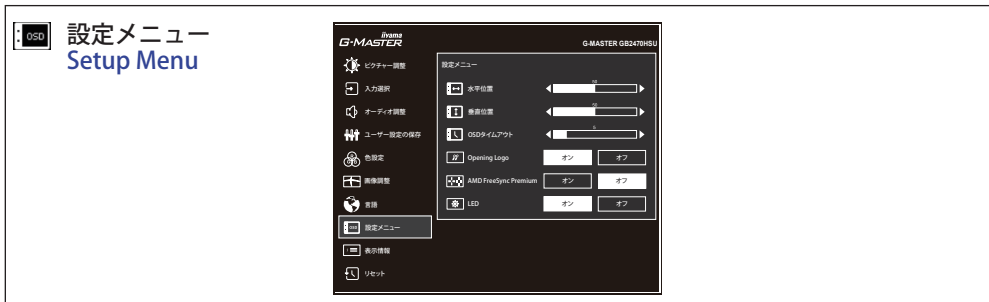 OSD
設定メニュー
Setup Menu
iiyama
G-MASTER
G-MASTER GB2470HSU
ピクチャー調整
入力選択
オーディオ調整
ユーザー設定の保存
色設定
画像調整
言語
OSD 設定メニュー
表示情報
リセット
設定メニュー
水平位置 50
垂直位置 50
OSDタイムアウト 5
Opening Logo オン オフ
AMD FreeSync Premium オン オフ
LED オン オフ